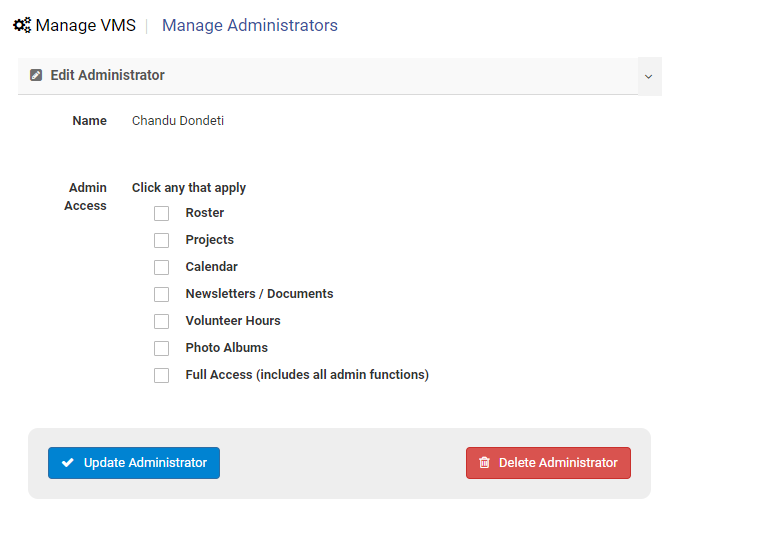 Manage VMS Manage Administrators
Edit Administrator
Name Chandu Dondeti
Admin Access Click any that apply
Roster
Projects
Calendar
Newsletters / Documents
Volunteer Hours
Photo Albums
Full Access (includes all admin functions)
Update Administrator Delete Administrator